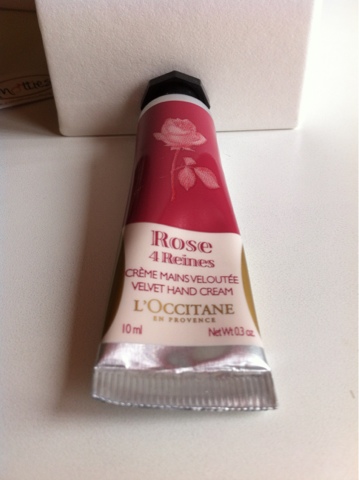 Rose
4 Reines
CRÈME MAINS VELOUTÉE
VELVET HAND CREAM
L'OCCITANE
EN PROVENCE
10 ml Net Wt. 0.3 oz.